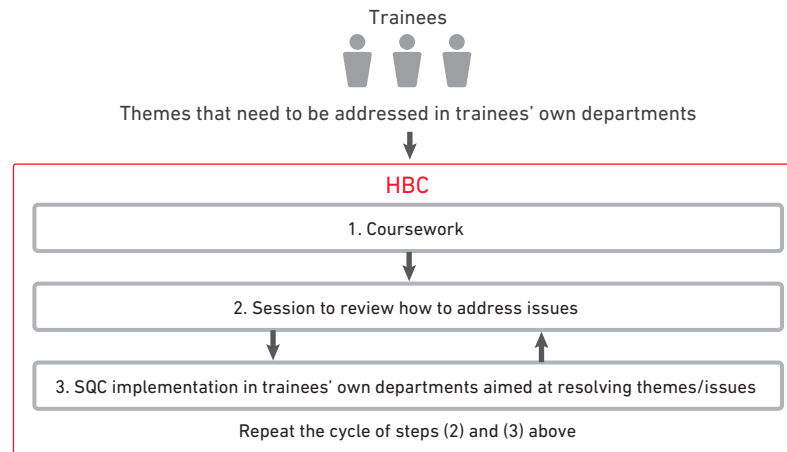 Trainees
Themes that need to be addressed in trainees’ own departments
HBC
1. Coursework
2. Session to review how to address issues
3. SQC implementation in trainees’ own departments aimed at resolving themes/issues
Repeat the cycle of steps (2) and (3) above